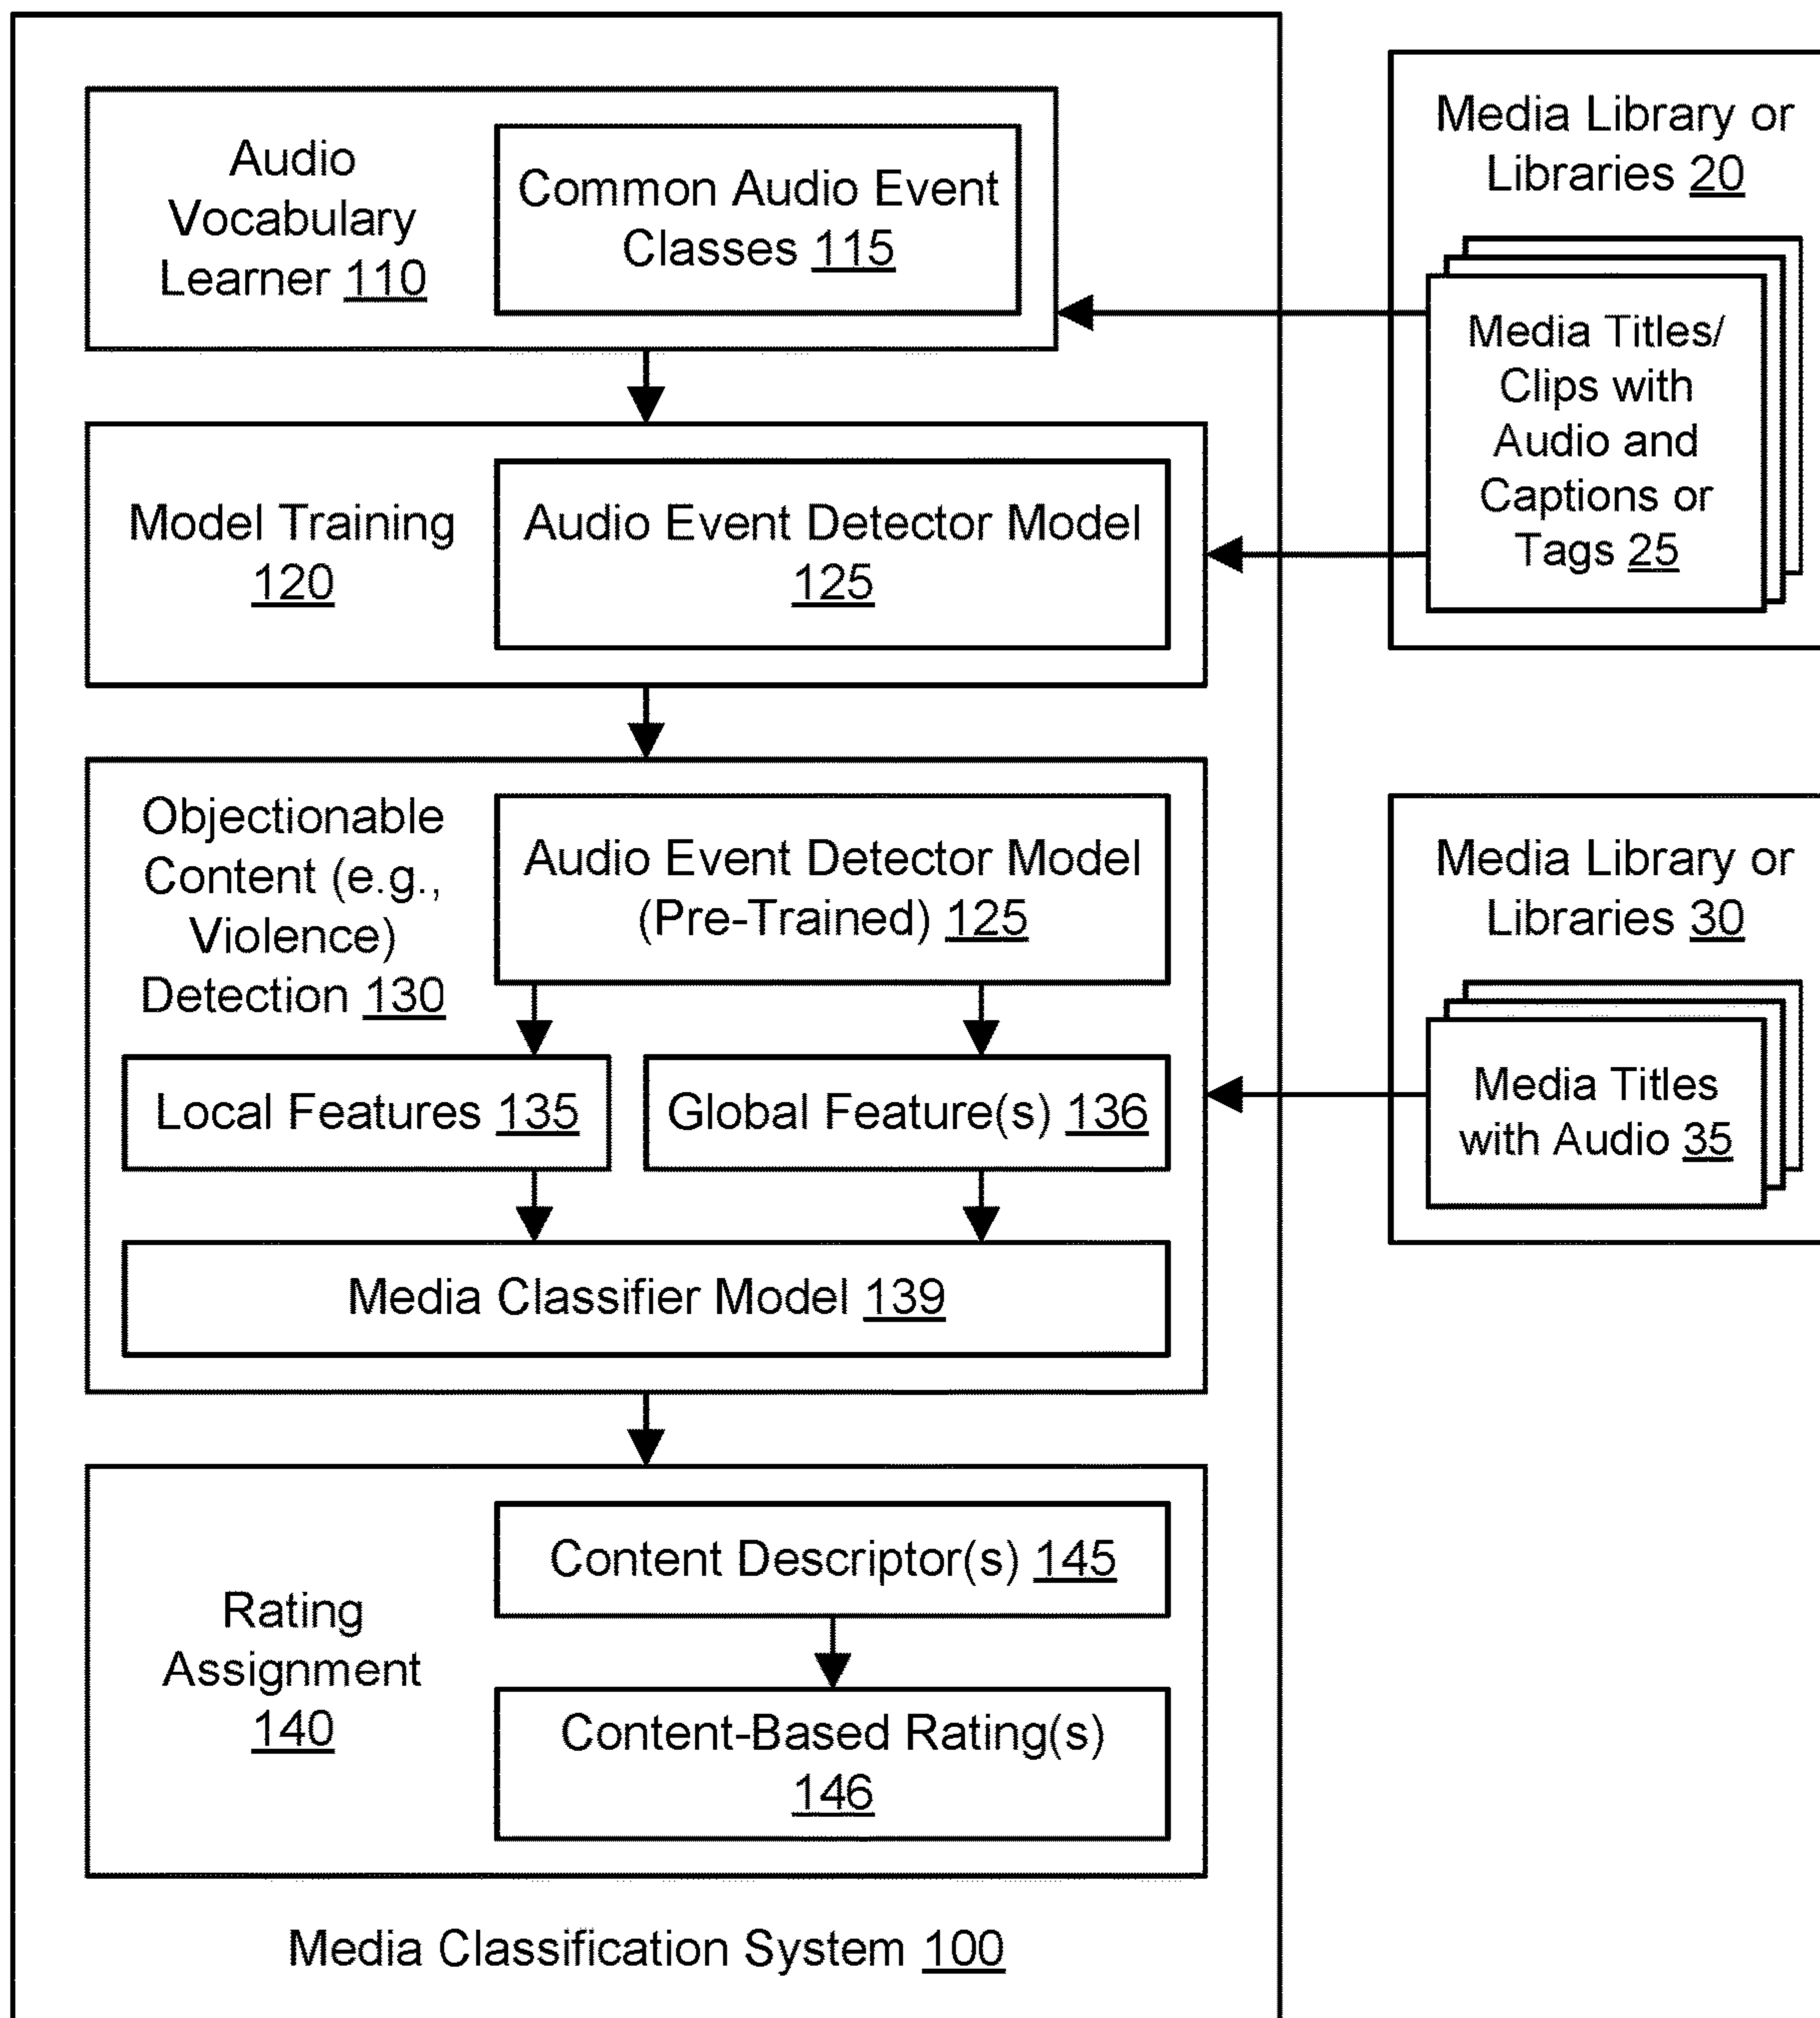 Audio
Vocabulary
Learner 110
Common Audio Event
Classes 115
Media Library or
Libraries 20
Media Titles/
Clips with
Audio and
Captions or
Tags 25
Model Training
120
Audio Event Detector Model
125
Objectionable
Content (e.g.,
Violence)
Detection 130
Audio Event Detector Model
(Pre-Trained) 125
Local Features 135
Global Feature(s) 136
Media Classifier Model 139
Media Library or
Libraries 30
Media Titles
with Audio 35
Rating
Assignment
140
Content Descriptor(s) 145
Content-Based Rating(s)
146
Media Classification System 100